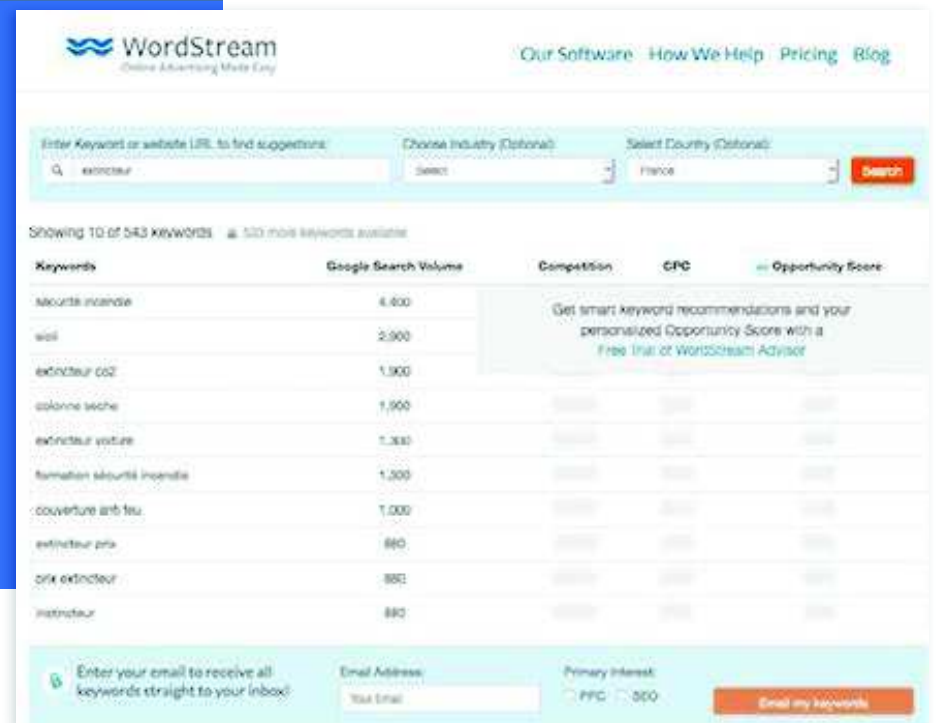 WordStream
Online Advertising Made Easy
Our Software How We Help Pricing Blog
Enter Keyword or website URL to find suggestions: Choose Industry (Optional): Select Country (Optional):
extincteur Select France Search
Showing 10 of 543 keywords 533 more keywords available
Keywords Google Search Volume Competition CPC Opportunity Score
sécurité incendie 4,400
2,900
extincteur co2 1,900
colonne seche 1,900
extincteur voiture 1,300
formation sécurité incendie 1,300
couverture anti feu 1,000
extincteur prix 880
prix extincteur 880
instincteur 880
Get smart keyword recommendations and your
personalized Opportunity Score with a
Free Trial of WordStream Advisor
Enter your email to receive all
keywords straight to your inbox!
Email Address:
Your Email
Primary Interest:
PPC SEO
Email my keywords